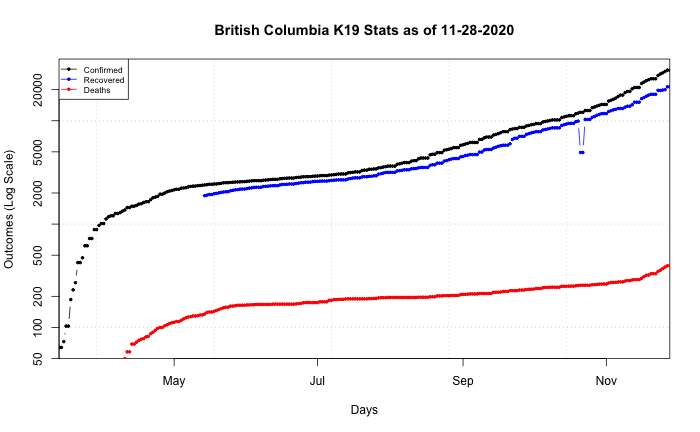 British Columbia K19 Stats as of 11-28-2020
Outcomes (Log Scale)
20000
5000
2000
500
200
100
50
Confirmed
Recovered
Deaths
May
Jul
Sep
Nov
Days